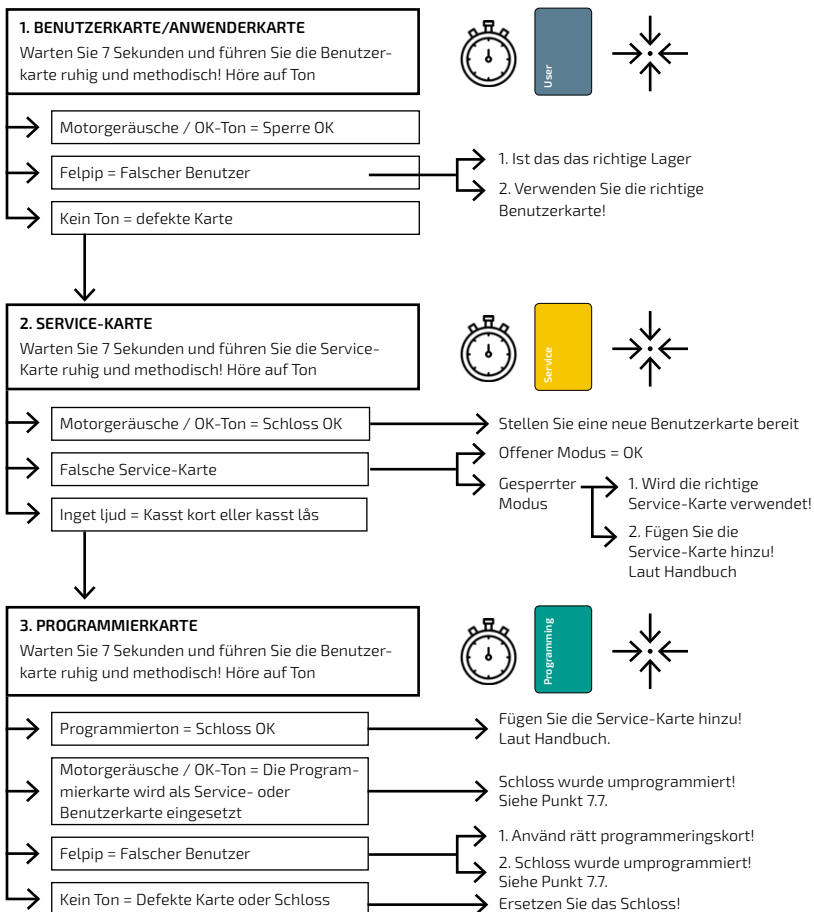 1. BENUTZERKARTE/ANWENDERKARTE
Warten Sie 7 Sekunden und führen Sie die Benutzer-
karte ruhig und methodisch! Höre auf Ton
User
Motorgeräusche / OK-Ton = Sperre OK
Felpip = Falscher Benutzer
1. Ist das das richtige Lager
2. Verwenden Sie die richtige
Benutzerkarte!
Kein Ton = defekte Karte
2. SERVICE-KARTE
Warten Sie 7 Sekunden und führen Sie die Service-
Karte ruhig und methodisch! Höre auf Ton
Service
Motorgeräusche / OK-Ton = Schloss OK
Stellen Sie eine neue Benutzerkarte bereit
Falsche Service-Karte
Offener Modus = OK
Gesperrter
Modus
1. Wird die richtige
Service-Karte verwendet!
2. Fügen Sie die
Service-Karte hinzu!
Laut Handbuch
Inget ljud = Kasst kort eller kasst lås
3. PROGRAMMIERKARTE
Warten Sie 7 Sekunden und führen Sie die Benutzer-
karte ruhig und methodisch! Höre auf Ton
Programming
Programmierton = Schloss OK
Fügen Sie die Service-Karte hinzu!
Laut Handbuch.
Motorgeräusche / OK-Ton = Die Program-
mierkarte wird als Service- oder
Benutzerkarte eingesetzt
Schloss wurde umprogrammiert!
Siehe Punkt 7.7.
Felpip = Falscher Benutzer
1. Använd rätt programmeringskort!
2. Schloss wurde umprogrammiert!
Siehe Punkt 7.7.
Kein Ton = Defekte Karte oder Schloss
Ersetzen Sie das Schloss!